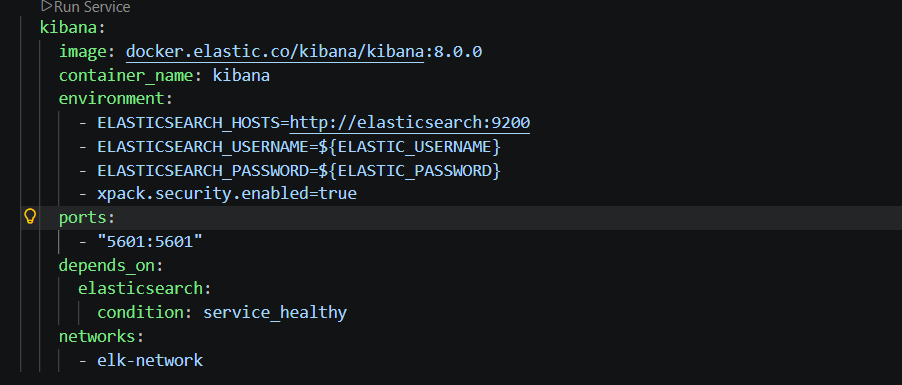 Run Service
kibana:
image: docker.elastic.co/kibana/kibana:8.0.0
container_name: kibana
environment:
- ELASTICSEARCH_HOSTS=http://elasticsearch:9200
- ELASTICSEARCH_USERNAME=${ELASTIC_USERNAME}
- ELASTICSEARCH_PASSWORD=${ELASTIC_PASSWORD}
- xpack.security.enabled=true
ports:
- "5601:5601"
depends_on:
elasticsearch:
condition: service_healthy
networks:
- elk-network